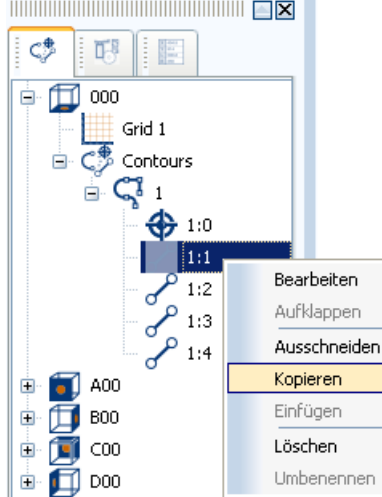 000
Grid 1
Contours
1
1:0
1:1
1:2
1:3
1:4
A00
B00
C00
D00
Bearbeiten
Aufklappen
Ausschneiden
Kopieren
Einfügen
Löschen
Umbenennen